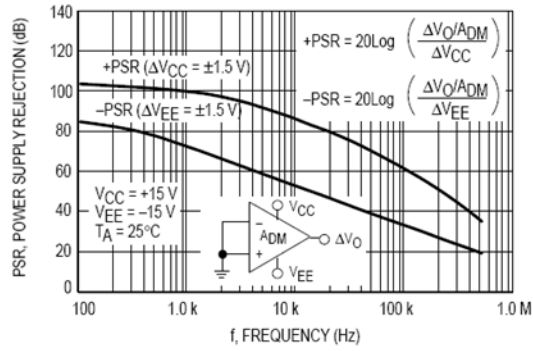 PSR, POWER SUPPLY REJECTION (dB)
140
120
100
80
60
40
20
0
+PSR (ΔVCC = ±1.5 V)
–PSR (ΔVEE = ±1.5 V)
+PSR = 20Log (ΔVO/ADM / ΔVCC)
–PSR = 20Log (ΔVO/ADM / ΔVEE)
VCC = +15 V
VEE = –15 V
TA = 25°C
VCC
–
ADM
+
ΔVO
VEE
100 1.0 k 10 k 100 k 1.0 M
f, FREQUENCY (Hz)